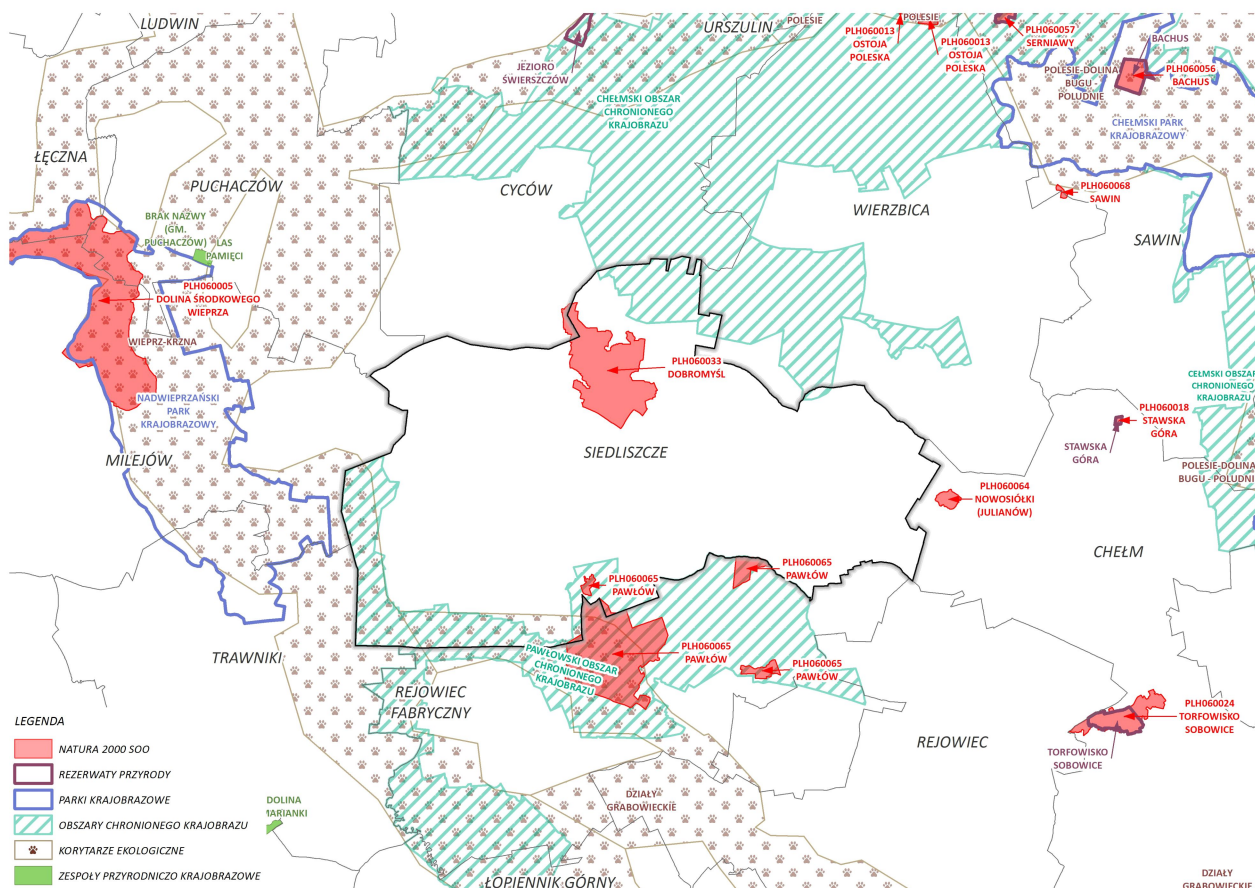 LUDWIN
URSZULIN
POLESIE
POLESIE
PLH060013
OSTOJA
POLESKA
PLH060013
OSTOJA
POLESKA
PLH060057
SERNIAWY
BACHUS
PLH060056
BACHUS
POLESIE-DOLINA
BUGU -
POŁUDNIE
JEZIORO
ŚWIERSZCZÓW
CHEŁMSKI OBSZAR
CHRONIONEGO
KRAJOBRAZU
CHEŁMSKI PARK
KRAJOBRAZOWY
ŁĘCZNA
PUCHACZÓW
CYCÓW
WIERZBICA
PLH060068
SAWIN
SAWIN
BRAK NAZWY
(GM.
PUCHACZÓW)
LAS
PAMIĘCI
PLH060005
DOLINA ŚRODKOWEGO
WIEPRZA
WIEPRZ-KRZNA
PLH060033
DOBROMYŚL
NADWIEPRZAŃSKI
PARK
KRAJOBRAZOWY
CEŁMSKI OBSZAR
CHRONIONEGO
KRAJOBRAZU
PLH060018
STAWSKA
GÓRA
STAWSKA
GÓRA
MILEJÓW
SIEDLISZCZE
POLESIE-DOLINA
BUGU - POŁUDNIE
PLH060064
NOWOSIÓŁKI
(JULIANÓW)
CHEŁM
PLH060065
PAWŁÓW
PLH060065
PAWŁÓW
PLH060065
PAWŁÓW
PLH060065
PAWŁÓW
PAWŁOWSKI OBSZAR
CHRONIONEGO
KRAJOBRAZU
TRAWNIKI
REJOWIEC
FABRYCZNY
REJOWIEC
PLH060024
TORFOWISKO
SOBOWICE
TORFOWISKO
SOBOWICE
DZIAŁY
GRABOWIECKIE
DOLINA
MARIANKI
ŁOPIENNIK GÓRNY
DZIAŁY
GRABOWIECKIE
LEGENDA
NATURA 2000 SOO
REZERWATY PRZYRODY
PARKI KRAJOBRAZOWE
OBSZARY CHRONIONEGO KRAJOBRAZU
KORYTARZE EKOLOGICZNE
ZESPOŁY PRZYRODNICZO KRAJOBRAZOWE